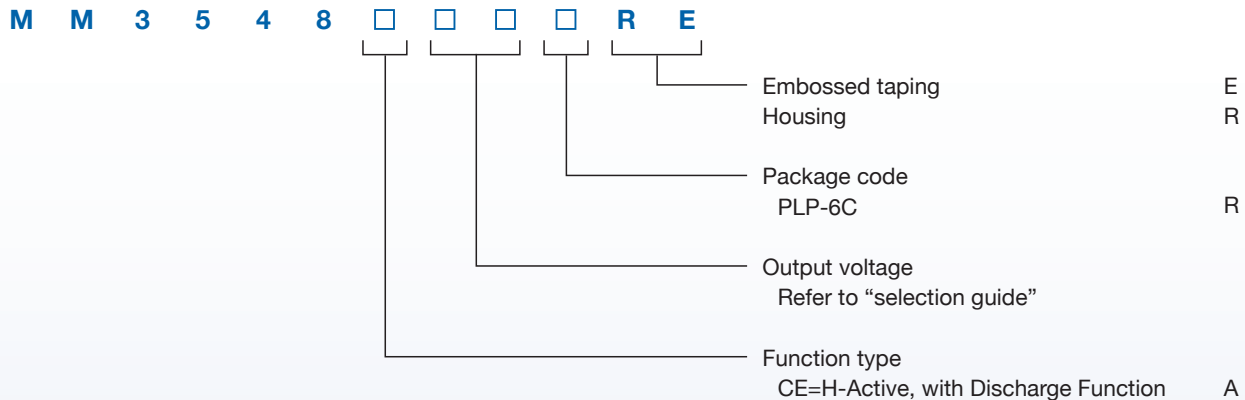 M M 3 5 4 8 □ □ □ □ R E
Embossed taping E
Housing R
Package code
PLP-6C R
Output voltage
Refer to “selection guide”
Function type
CE=H-Active, with Discharge Function A